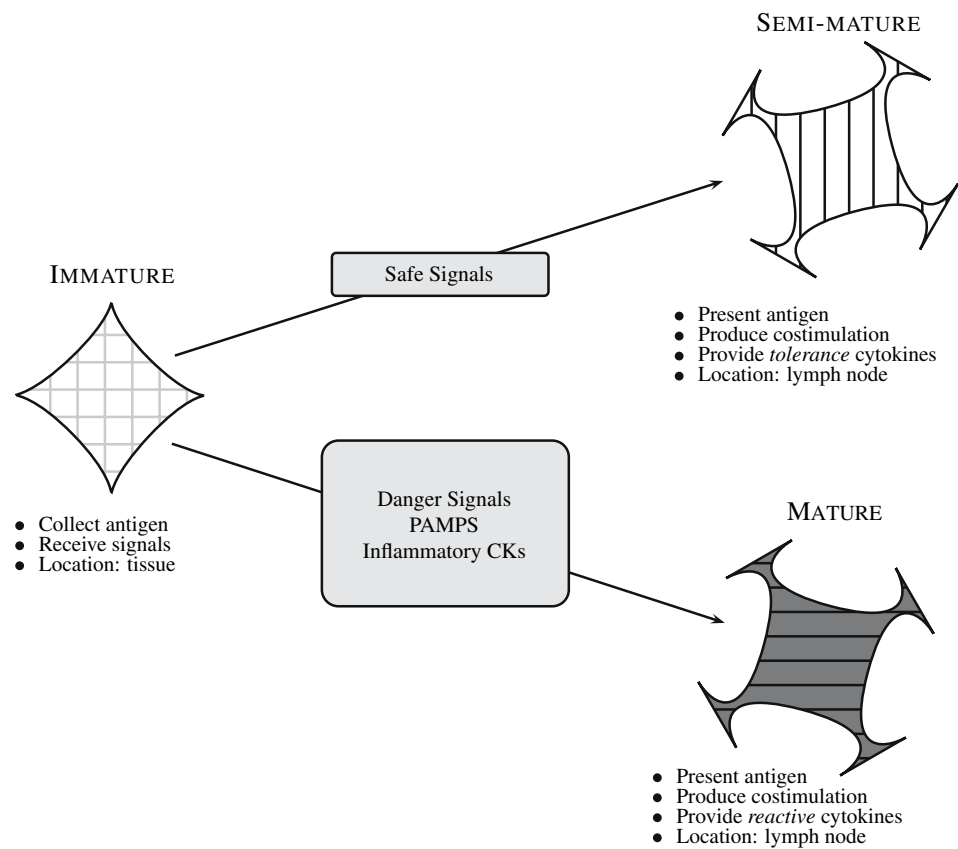 SEMI-MATURE
Safe Signals
IMMATURE
● Present antigen
● Produce costimulation
● Provide tolerance cytokines
● Location: lymph node
Danger Signals
PAMPS
Inflammatory CKs
● Collect antigen
● Receive signals
● Location: tissue
MATURE
● Present antigen
● Produce costimulation
● Provide reactive cytokines
● Location: lymph node